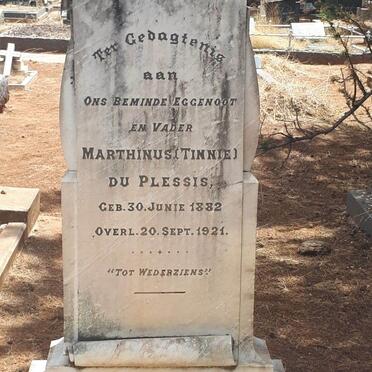 Ter Gedagtenis
aan
Ons Beminde Eggenoot
en Vader
Marthinus (Tinnie)
du Plessis,
Geb. 30. Junie 1882
Overl. 20. Sept. 1921.
"Tot Wederziens"